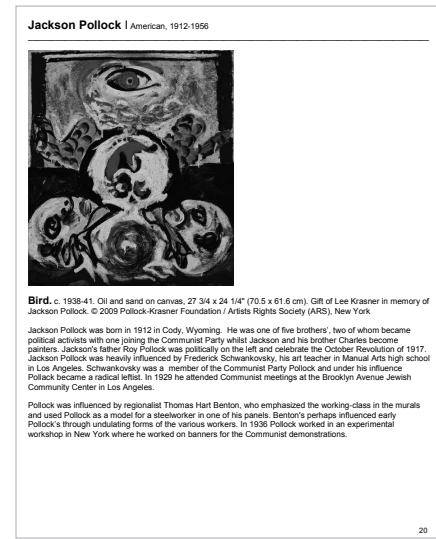 Jackson Pollock | American, 1912-1956
Bird. c. 1938-41. Oil and sand on canvas, 27 3/4 x 24 1/4" (70.5 x 61.6 cm). Gift of Lee Krasner in memory of
Jackson Pollock. © 2009 Pollock-Krasner Foundation / Artists Rights Society (ARS), New York
Jackson Pollock was born in 1912 in Cody, Wyoming. He was one of five brothers', two of whom became
political activists with one joining the Communist Party whilst Jackson and his brother Charles become
painters. Jackson's father Roy Pollock was politically on the left and celebrate the October Revolution of 1917.
Jackson Pollock was heavily influenced by Frederick Schwankovsky, his art teacher in Manual Arts high school
in Los Angeles. Schwankovsky was a member of the Communist Party Pollock and under his influence
Pollack became a radical leftist. In 1929 he attended Communist meetings at the Brooklyn Avenue Jewish
Community Center in Los Angeles.
Pollock was influenced by regionalist Thomas Hart Benton, who emphasized the working-class in the murals
and used Pollock as a model for a steelworker in one of his panels. Benton's perhaps influenced early
Pollock's through undulating forms of the various workers. In 1936 Pollock worked in an experimental
workshop in New York where he worked on banners for the Communist demonstrations.
20